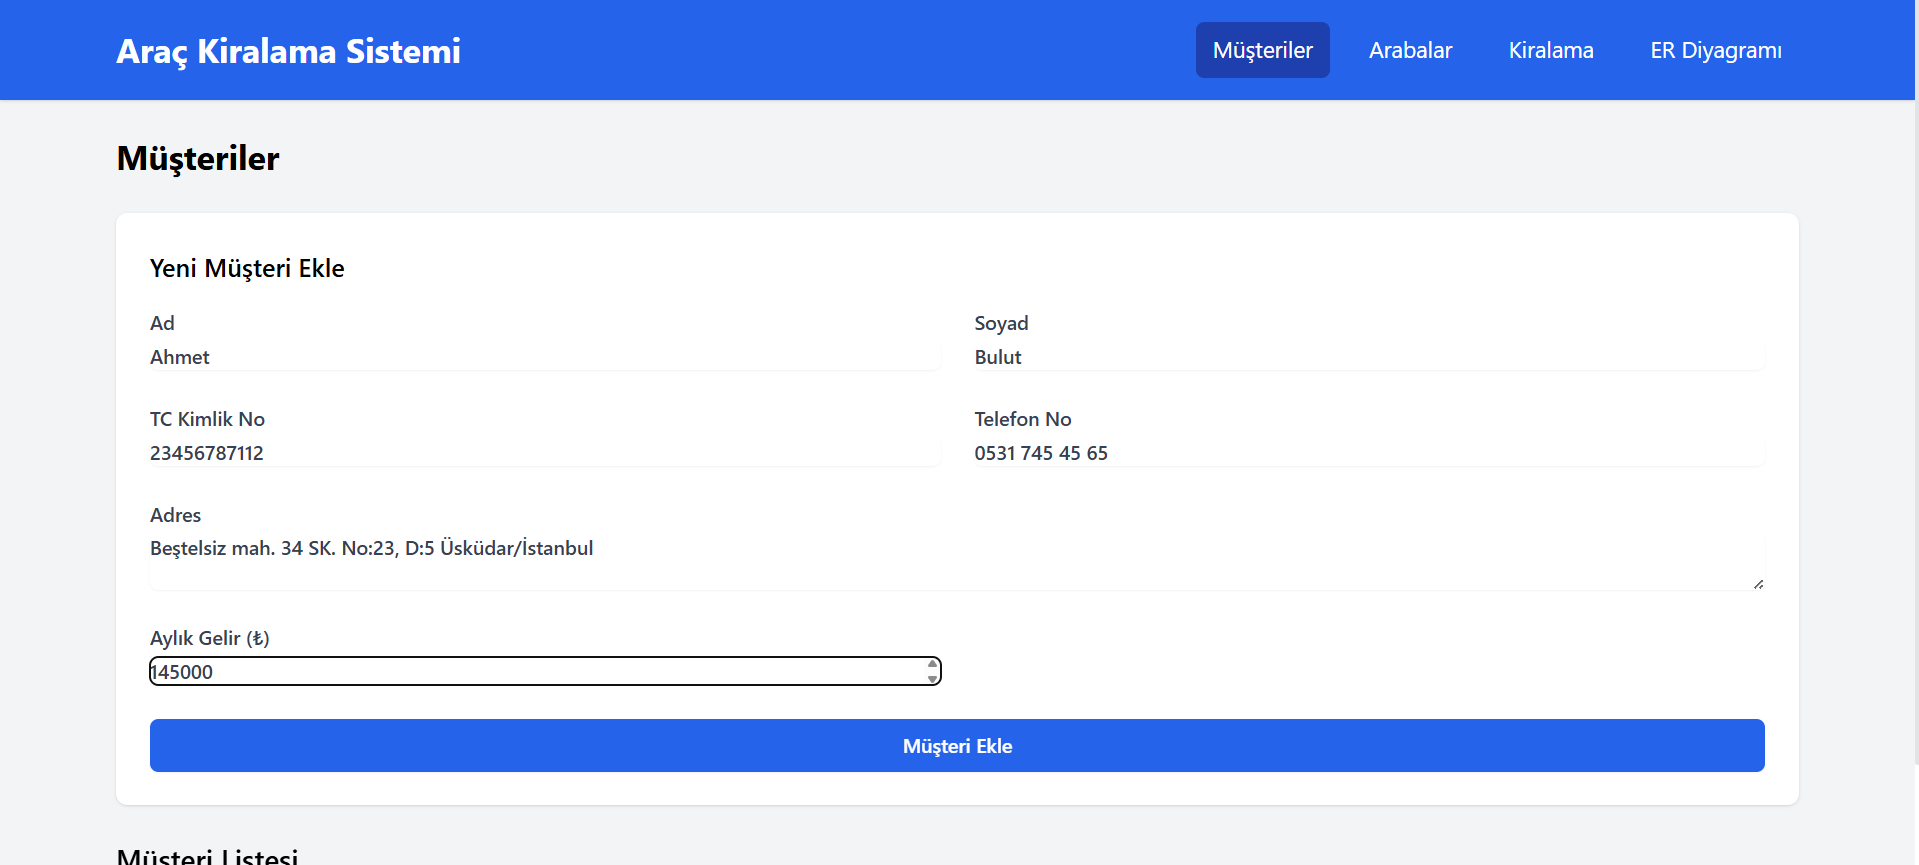 Araç Kiralama Sistemi
Müşteriler
Arabalar
Kiralama
ER Diyagramı
Müşteriler
Yeni Müşteri Ekle
Ad
Soyad
Ahmet
Bulut
TC Kimlik No
Telefon No
23456787112
0531 745 45 65
Adres
Beştelsiz mah. 34 SK. No:23, D:5 Üsküdar/İstanbul
Aylık Gelir (₺)
145000
Müşteri Ekle
Müşteri Listesi